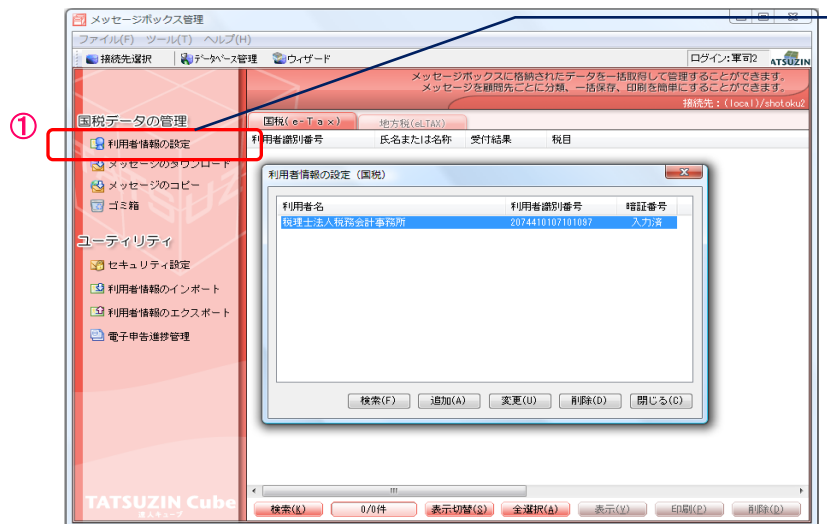 メッセージボックス管理
ファイル(F) ツール(T) ヘルプ(H)
接続先選択 データベース管理 ウィザード
ログイン:軍司2 ATSUZIN
メッセージボックスに格納されたデータを一括取得して管理することができます。
メッセージを顧問先ごとに分類、一括保存、印刷を簡単にすることができます。
接続先:(local)/shotoku2
①
国税データの管理
利用者情報の設定
メッセージのダウンロード
メッセージのコピー
ゴミ箱
ユーティリティ
セキュリティ設定
利用者情報のインポート
利用者情報のエクスポート
電子申告進捗管理
TATSUZIN Cube
達人キューブ
国税(e-Tax) 地方税(eLTAX)
利用者識別番号 氏名または名称 受付結果 税目
利用者情報の設定(国税)
利用者名 利用者識別番号 暗証番号
税理士法人税務会計事務所 2074410107101097 入力済
検索(F) 追加(A) 変更(U) 削除(D) 閉じる(C)
検索(K) 0/0件 表示切替(S) 全選択(A) 表示(V) 印刷(P) 削除(D)